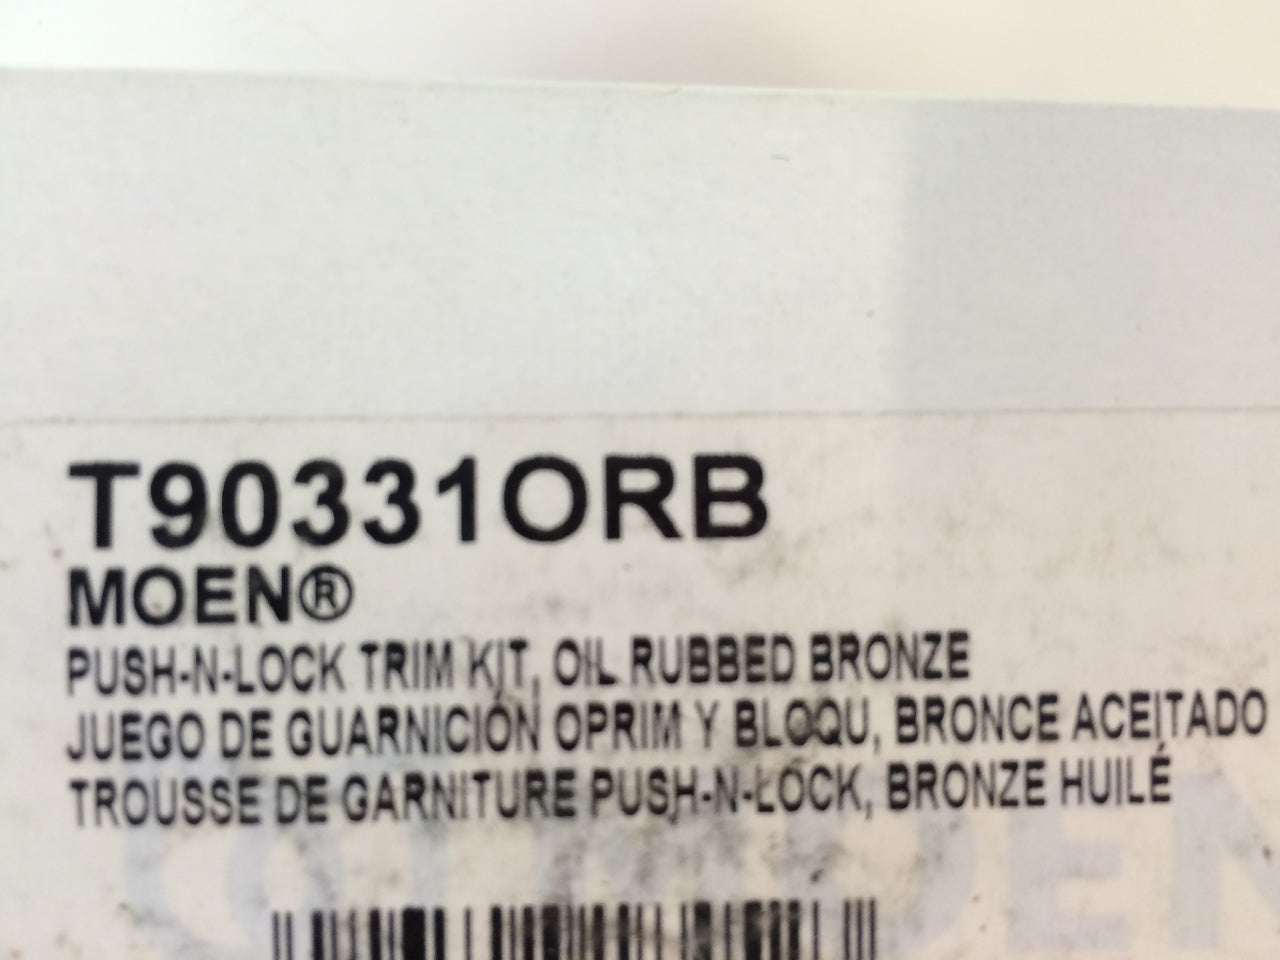 T90331ORB
MOEN®
PUSH-N-LOCK TRIM KIT, OIL RUBBED BRONZE
JUEGO DE GUARNICIÓN OPRIM Y BLOQU, BRONCE ACEITADO
TROUSSE DE GARNITURE PUSH-N-LOCK, BRONZE HUILÉ
MOEN